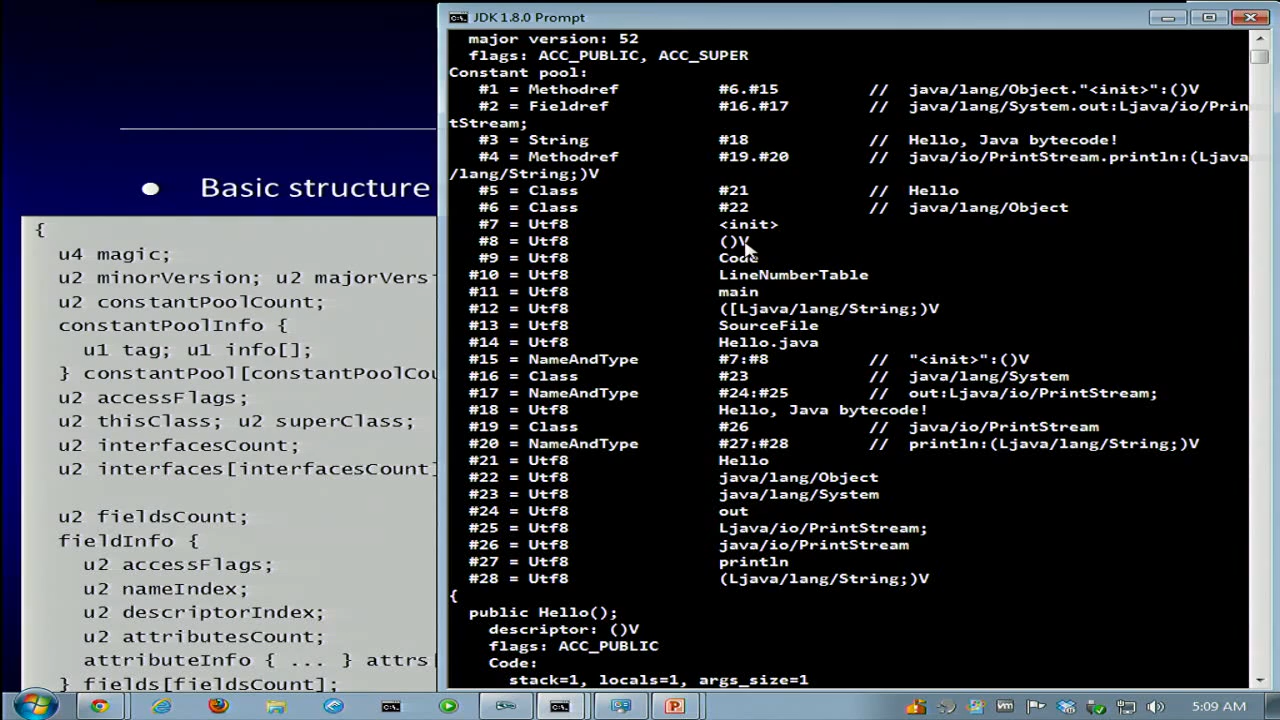 JDK 1.8.0 Prompt
major version: 52
flags: ACC_PUBLIC, ACC_SUPER
Constant pool:
#1 = Methodref #6.#15 // java/lang/Object."<init>":()V
#2 = Fieldref #16.#17 // java/lang/System.out:Ljava/io/Prin
tStream;
#3 = String #18 // Hello, Java bytecode!
#4 = Methodref #19.#20 // java/io/PrintStream.println:(Ljava
/lang/String;)V
#5 = Class #21 // Hello
#6 = Class #22 // java/lang/Object
#7 = Utf8 <init>
#8 = Utf8 ()V
#9 = Utf8 Code
#10 = Utf8 LineNumberTable
#11 = Utf8 main
#12 = Utf8 ([Ljava/lang/String;)V
#13 = Utf8 SourceFile
#14 = Utf8 Hello.java
#15 = NameAndType #7:#8 // "<init>":()V
#16 = Class #23 // java/lang/System
#17 = NameAndType #24:#25 // out:Ljava/io/PrintStream;
#18 = Utf8 Hello, Java bytecode!
#19 = Class #26 // java/io/PrintStream
#20 = NameAndType #27:#28 // println:(Ljava/lang/String;)V
#21 = Utf8 Hello
#22 = Utf8 java/lang/Object
#23 = Utf8 java/lang/System
#24 = Utf8 out
#25 = Utf8 Ljava/io/PrintStream;
#26 = Utf8 java/io/PrintStream
#27 = Utf8 println
#28 = Utf8 (Ljava/lang/String;)V
{
public Hello();
descriptor: ()V
flags: ACC_PUBLIC
Code:
stack=1, locals=1, args_size=1
● Basic structure
{
u4 magic;
u2 minorVersion; u2 majorVersi
u2 constantPoolCount;
constantPoolInfo {
u1 tag; u1 info[];
} constantPool[constantPoolCou
u2 accessFlags;
u2 thisClass; u2 superClass;
u2 interfacesCount;
u2 interfaces[interfacesCount]
u2 fieldsCount;
fieldInfo {
u2 accessFlags;
u2 nameIndex;
u2 descriptorIndex;
u2 attributesCount;
attributeInfo { ... } attrs[
} fields[fieldsCount];
5:09 AM